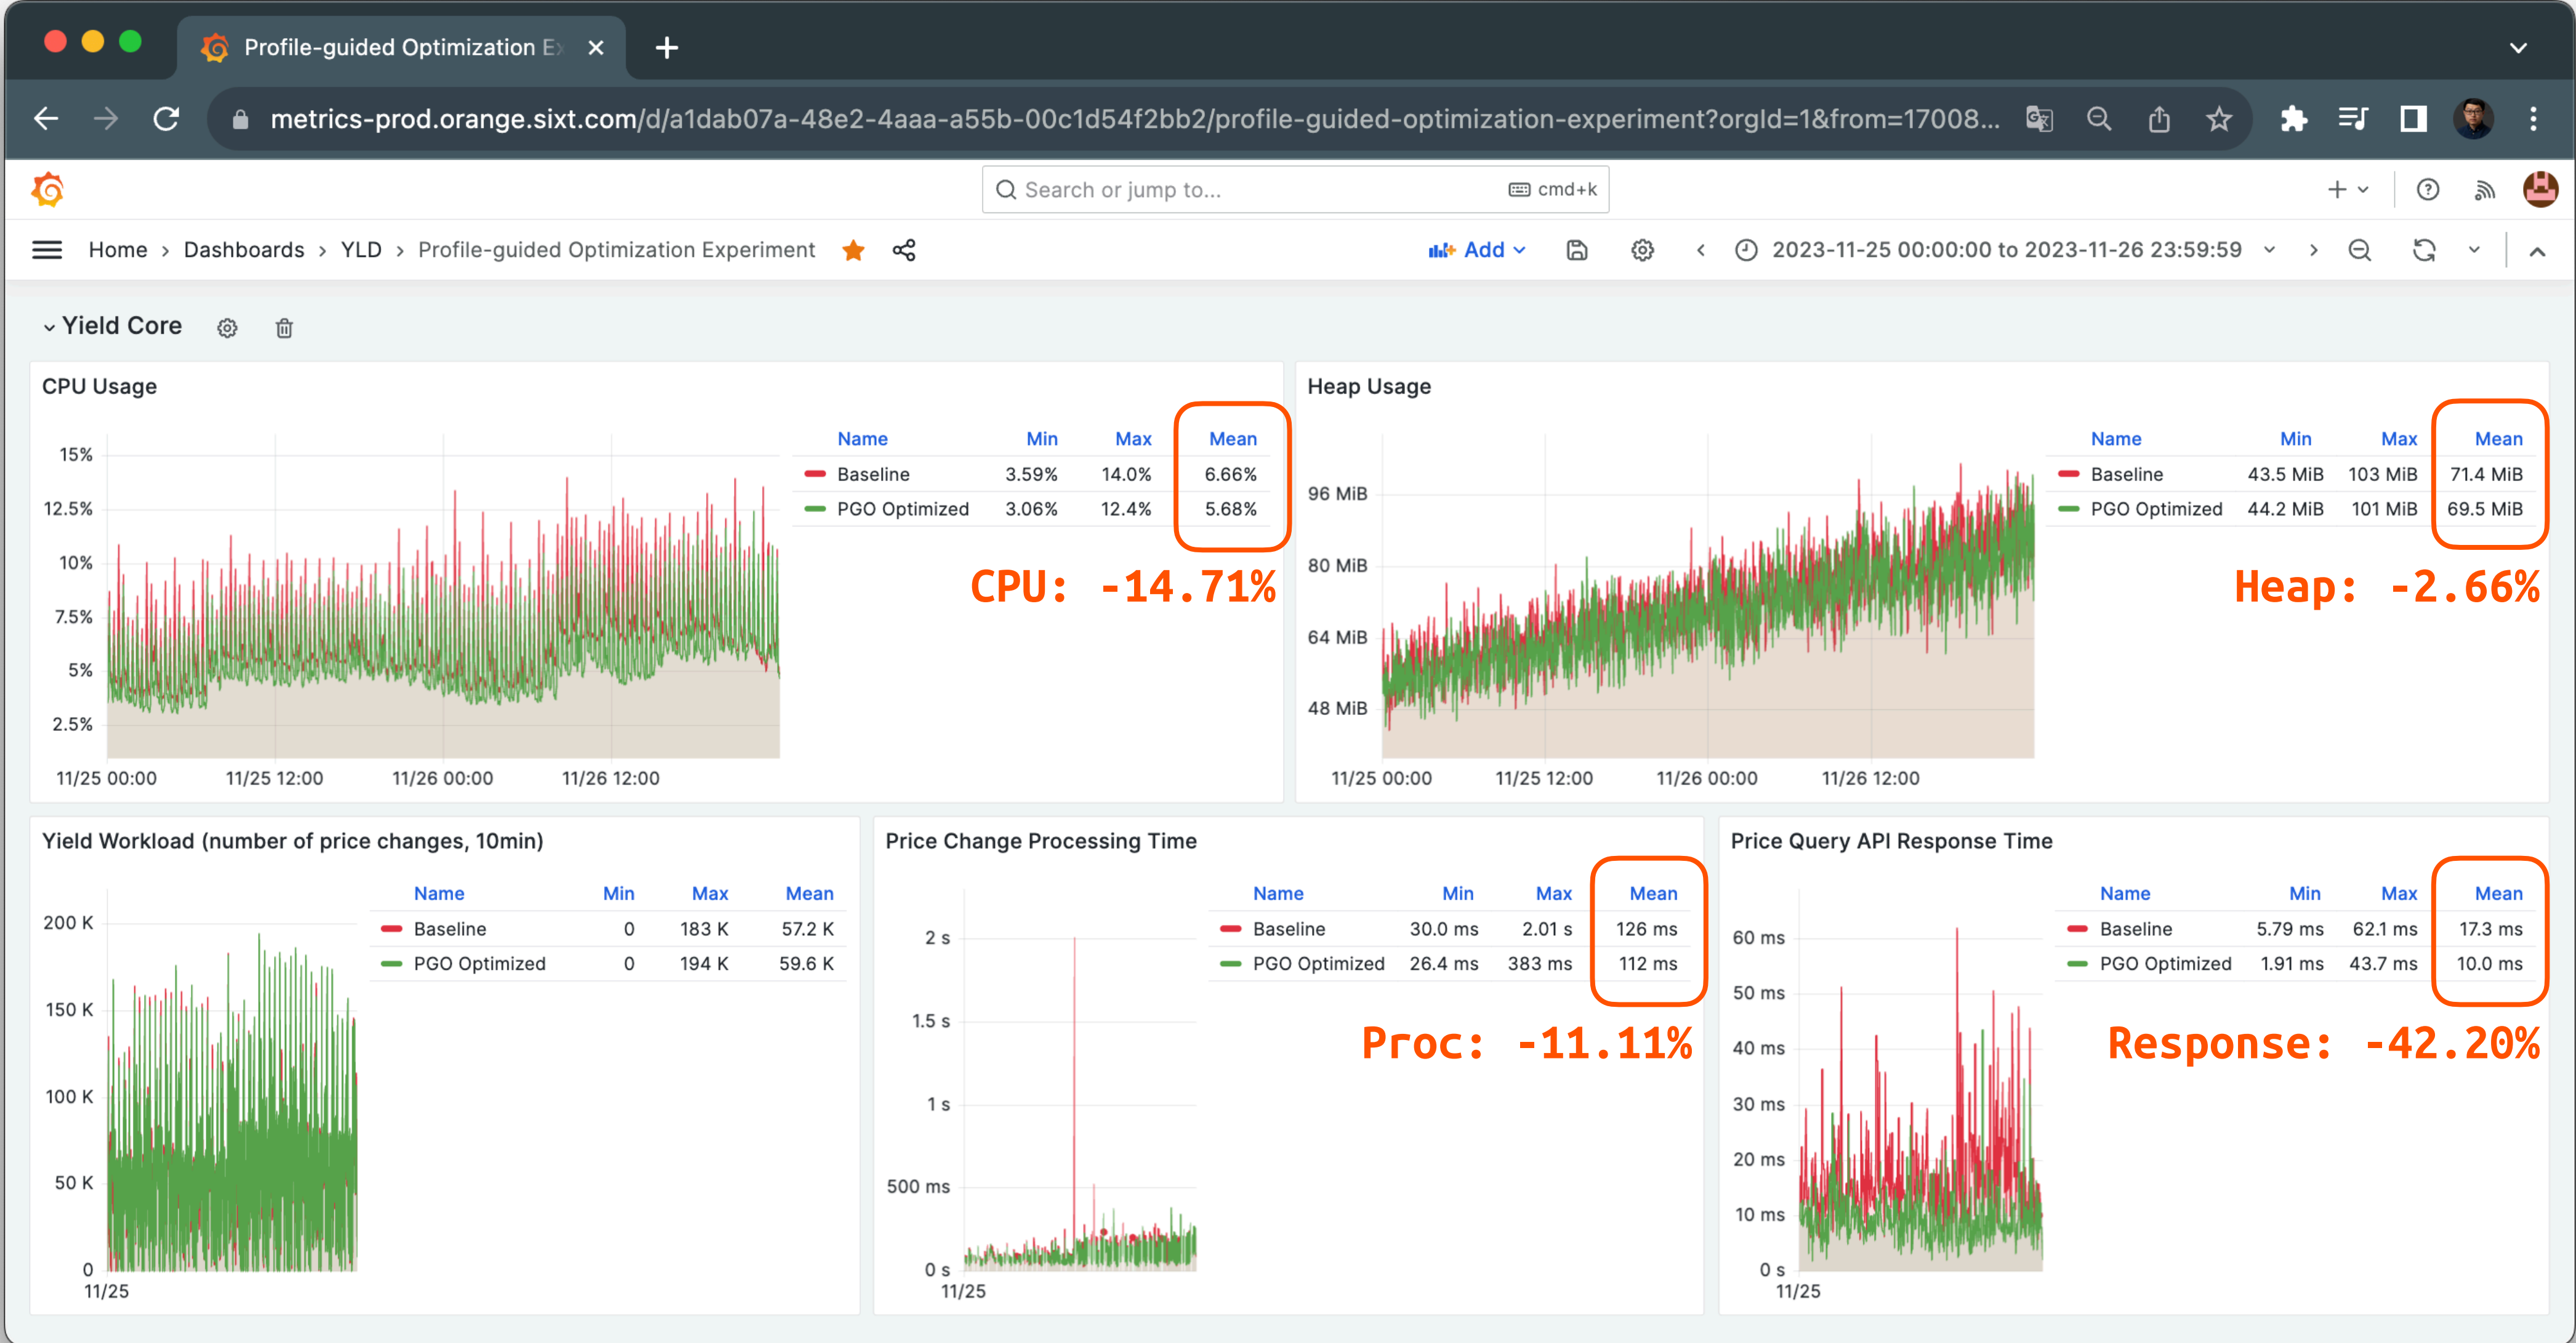 Profile-guided Optimization Ex
metrics-prod.orange.sixt.com/d/a1dab07a-48e2-4aaa-a55b-00c1d54f2bb2/profile-guided-optimization-experiment?orgId=1&from=17008...
Search or jump to...
cmd+k
Home › Dashboards › YLD › Profile-guided Optimization Experiment
Add
2023-11-25 00:00:00 to 2023-11-26 23:59:59
Yield Core
CPU Usage
15%
12.5%
10%
7.5%
5%
2.5%
11/25 00:00 11/25 12:00 11/26 00:00 11/26 12:00
Name Min Max Mean
Baseline 3.59% 14.0% 6.66%
PGO Optimized 3.06% 12.4% 5.68%
CPU: -14.71%
Heap Usage
96 MiB
80 MiB
64 MiB
48 MiB
11/25 00:00 11/25 12:00 11/26 00:00 11/26 12:00
Name Min Max Mean
Baseline 43.5 MiB 103 MiB 71.4 MiB
PGO Optimized 44.2 MiB 101 MiB 69.5 MiB
Heap: -2.66%
Yield Workload (number of price changes, 10min)
200 K
150 K
100 K
50 K
0
11/25
Name Min Max Mean
Baseline 0 183 K 57.2 K
PGO Optimized 0 194 K 59.6 K
Price Change Processing Time
2 s
1.5 s
1 s
500 ms
0 s
11/25
Name Min Max Mean
Baseline 30.0 ms 2.01 s 126 ms
PGO Optimized 26.4 ms 383 ms 112 ms
Proc: -11.11%
Price Query API Response Time
60 ms
50 ms
40 ms
30 ms
20 ms
10 ms
0 s
11/25
Name Min Max Mean
Baseline 5.79 ms 62.1 ms 17.3 ms
PGO Optimized 1.91 ms 43.7 ms 10.0 ms
Response: -42.20%